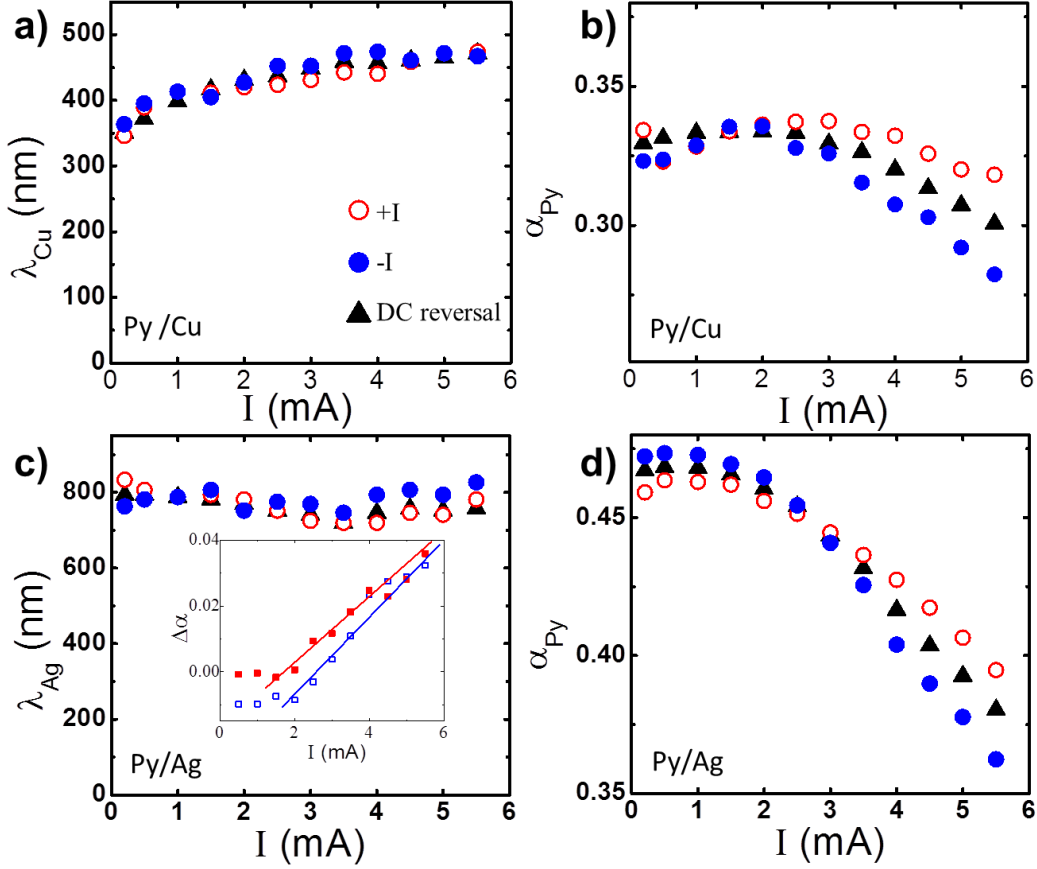 a)
500
400
300
200
100
0
λCu (nm)
+I
-I
DC reversal
Py /Cu
0 1 2 3 4 5 6
I (mA)
b)
0.35
0.30
αPy
Py/Cu
0 1 2 3 4 5 6
I (mA)
c)
800
600
400
200
0
λAg (nm)
0.04
0.02
0.00
Δα
0 2 4 6
I (mA)
Py/Ag
0 1 2 3 4 5 6
I (mA)
d)
0.45
0.40
0.35
αPy
Py/Ag
0 1 2 3 4 5 6
I (mA)